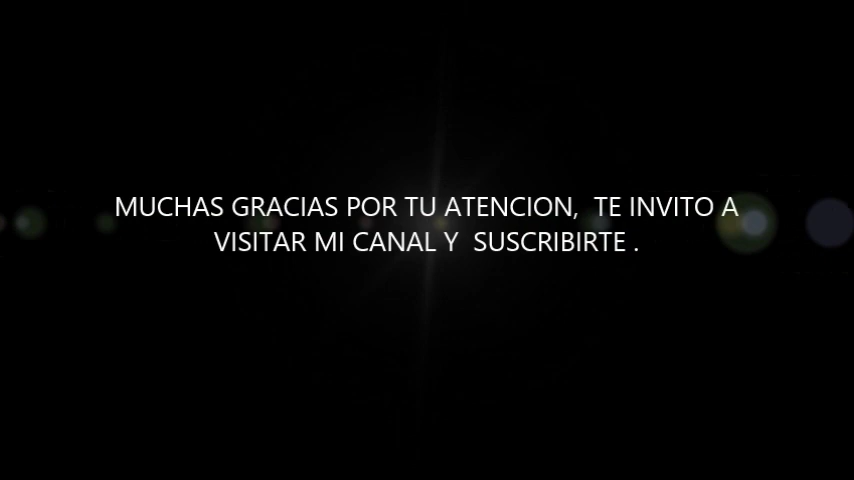 MUCHAS GRACIAS POR TU ATENCION,  TE INVITO A
VISITAR MI CANAL Y  SUSCRIBIRTE .